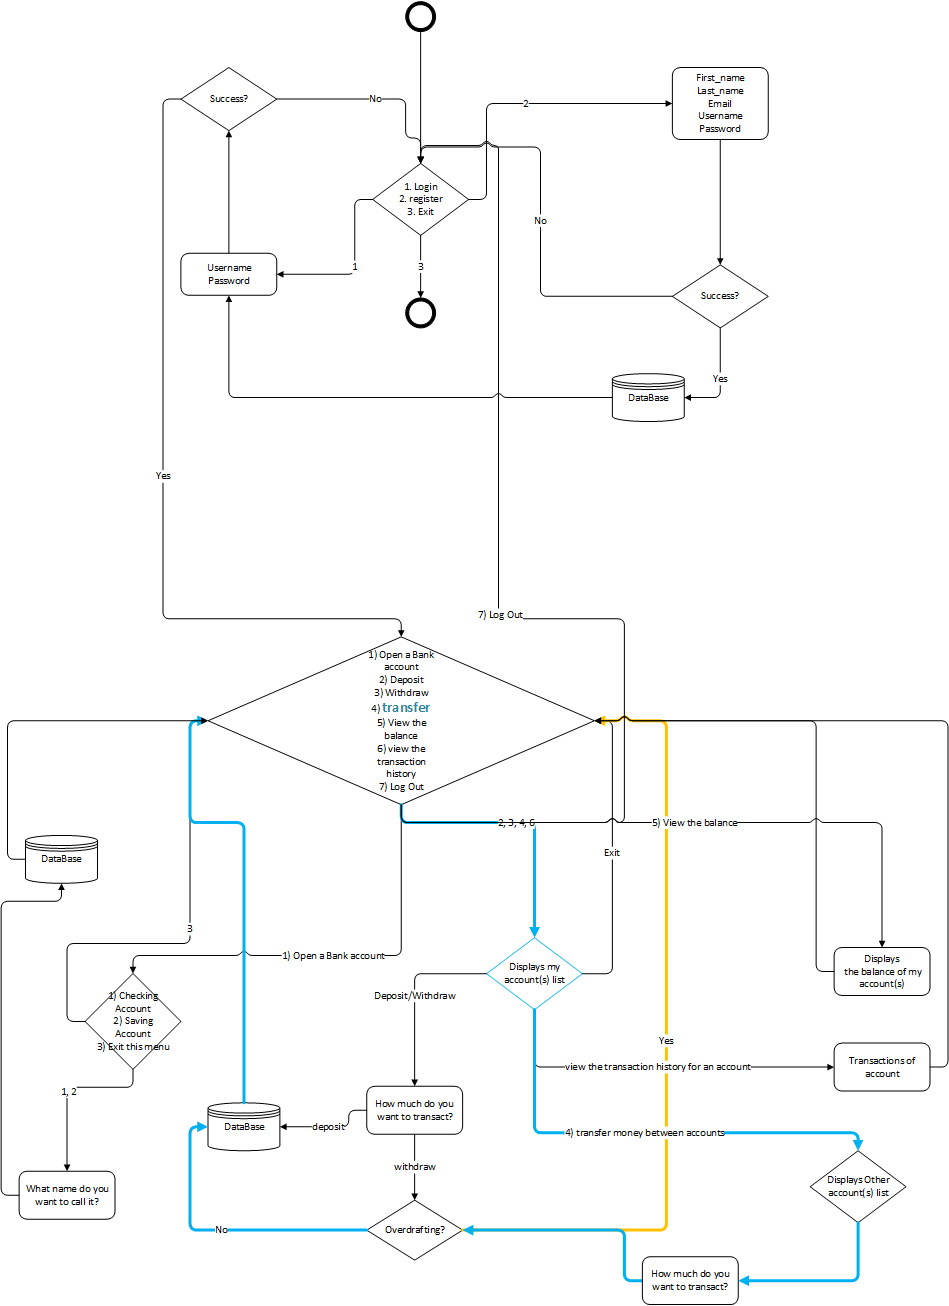 Success?
No
2
First_name
Last_name
Email
Username
Password
1. Login
2. register
3. Exit
No
Username
Password
1
3
Success?
Yes
DataBase
Yes
7) Log Out
1) Open a Bank
account
2) Deposit
3) Withdraw
4) transfer
5) View the
balance
6) view the
transaction
history
7) Log Out
2, 3, 4, 6
5) View the balance
Exit
DataBase
3
1) Open a Bank account
Displays my
account(s) list
Displays
the balance of my
account(s)
Deposit/Withdraw
1) Checking
Account
2) Saving
Account
3) Exit this menu
Yes
view the transaction history for an account
Transactions of
account
1, 2
How much do you
want to transact?
DataBase
deposit
4) transfer money between accounts
withdraw
What name do you
want to call it?
Displays Other
account(s) list
No
Overdrafting?
How much do you
want to transact?